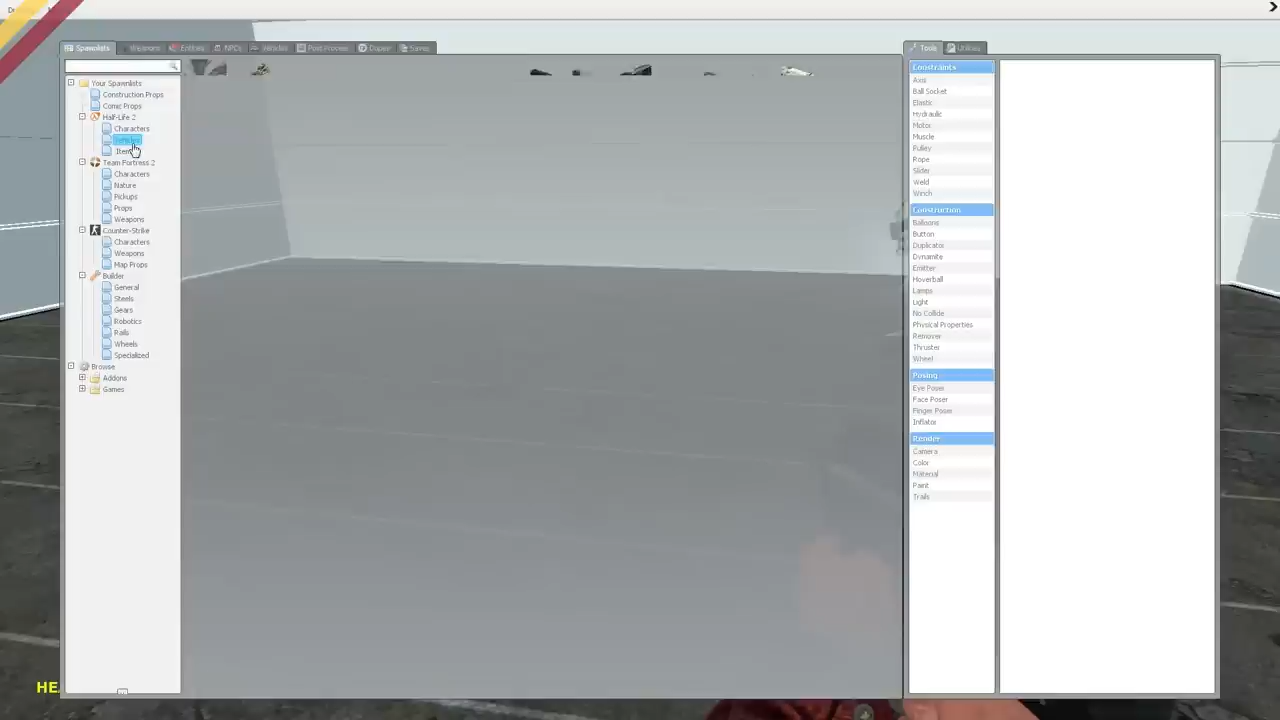 Spawnlists Weapons Entities NPCs Vehicles Post Process Dupes Saves
Tools Utilities
Your Spawnlists
Construction Props
Comic Props
Half-Life 2
Characters
Items
Team Fortress 2
Characters
Nature
Pickups
Props
Weapons
Counter-Strike
Characters
Weapons
Map Props
Builder
General
Steels
Gears
Robotics
Rails
Wheels
Specialized
Browse
Addons
Games
HE
Constraints
Axis
Ball Socket
Elastic
Hydraulic
Motor
Muscle
Pulley
Rope
Slider
Weld
Winch
Construction
Balloons
Button
Duplicator
Dynamite
Emitter
Hoverball
Lamps
Light
No Collide
Physical Properties
Remover
Thruster
Wheel
Posing
Eye Poser
Face Poser
Finger Poser
Inflator
Render
Camera
Color
Material
Paint
Trails